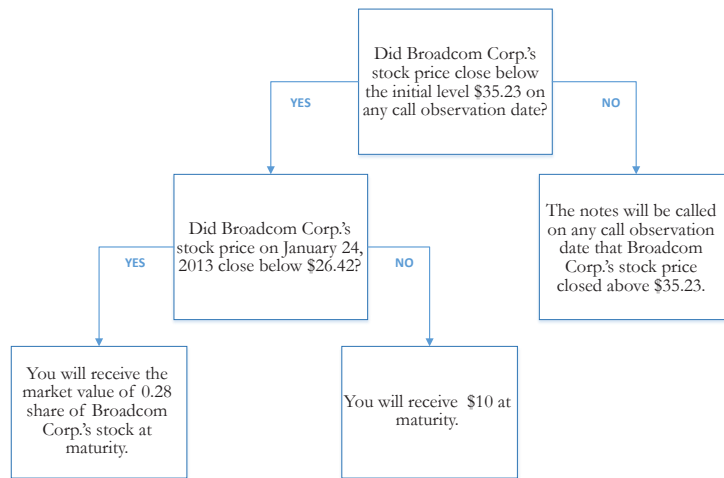 Did Broadcom Corp.'s
stock price close below
the initial level $35.23 on
any call observation date?
YES
NO
Did Broadcom Corp.'s
stock price on January 24,
2013 close below $26.42?
The notes will be called
on any call observation
date that Broadcom
Corp.'s stock price
closed above $35.23.
YES
NO
You will receive the
market value of 0.28
share of Broadcom
Corp.'s stock at
maturity.
You will receive $10 at
maturity.